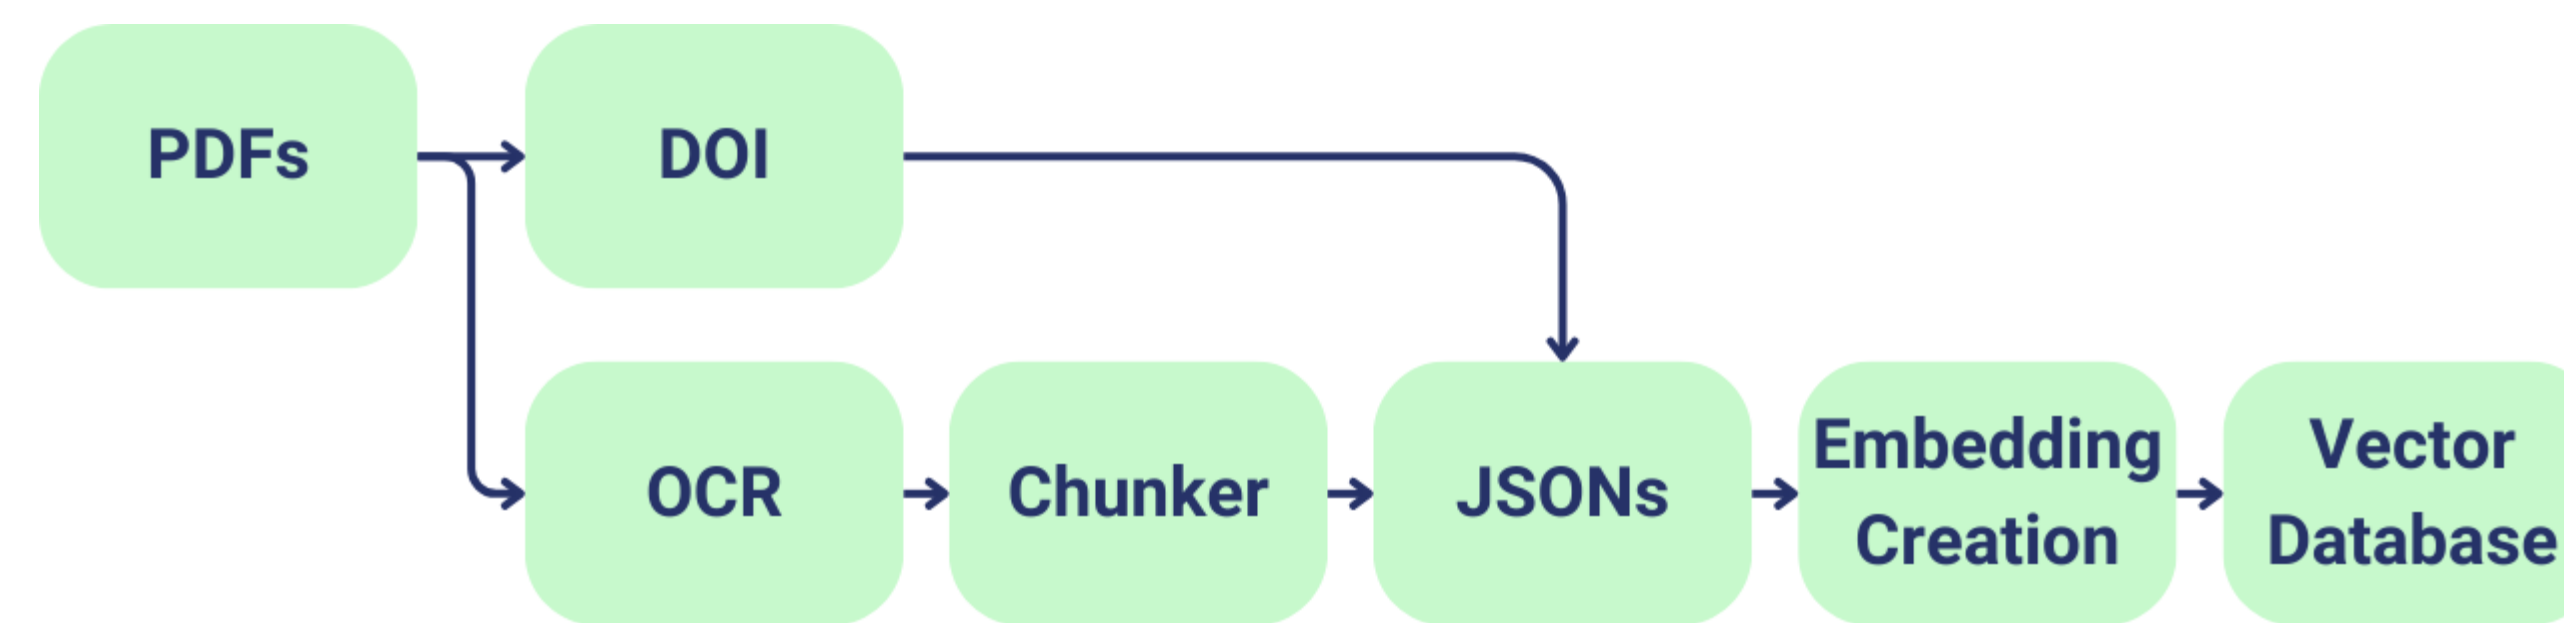 PDFs
DOI
OCR
Chunker
JSONs
Embedding
Creation
Vector
Database